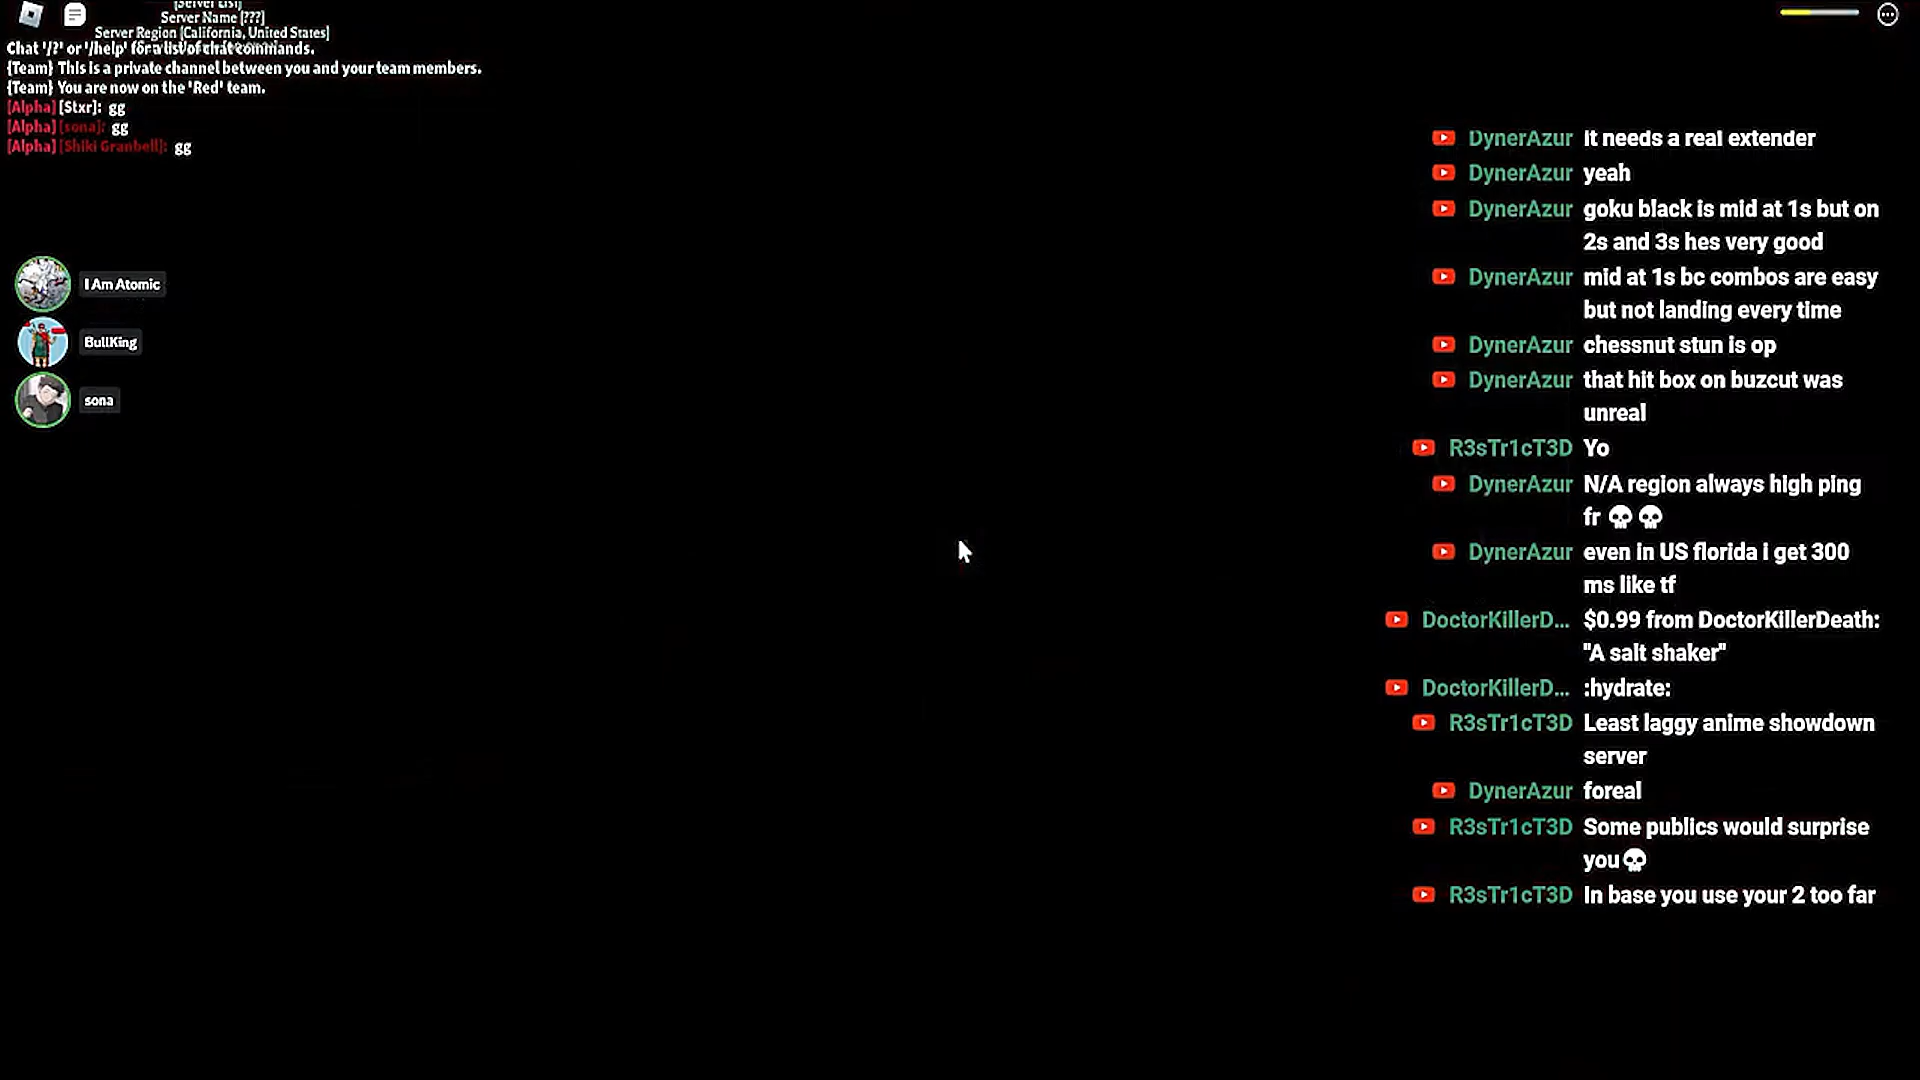 [Server List]
Server Name [???]
Server Region [California, United States]
Chat '/?' or '/help' for a list of chat commands.
{Team} This is a private channel between you and your team members.
{Team} You are now on the 'Red' team.
[Alpha] [Stxr]: gg
[Alpha] [sona]: gg
[Alpha] [Shiki Granbell]: gg
I Am Atomic
BullKing
sona
DynerAzur It needs a real extender
DynerAzur yeah
DynerAzur goku black is mid at 1s but on
2s and 3s hes very good
DynerAzur mid at 1s bc combos are easy
but not landing every time
DynerAzur chessnut stun is op
DynerAzur that hit box on buzcut was
unreal
R3sTr1cT3D Yo
DynerAzur N/A region always high ping
fr 💀💀
DynerAzur even in US florida i get 300
ms like tf
DoctorKillerD... $0.99 from DoctorKillerDeath:
"A salt shaker"
DoctorKillerD... :hydrate:
R3sTr1cT3D Least laggy anime showdown
server
DynerAzur foreal
R3sTr1cT3D Some publics would surprise
you💀
R3sTr1cT3D In base you use your 2 too far